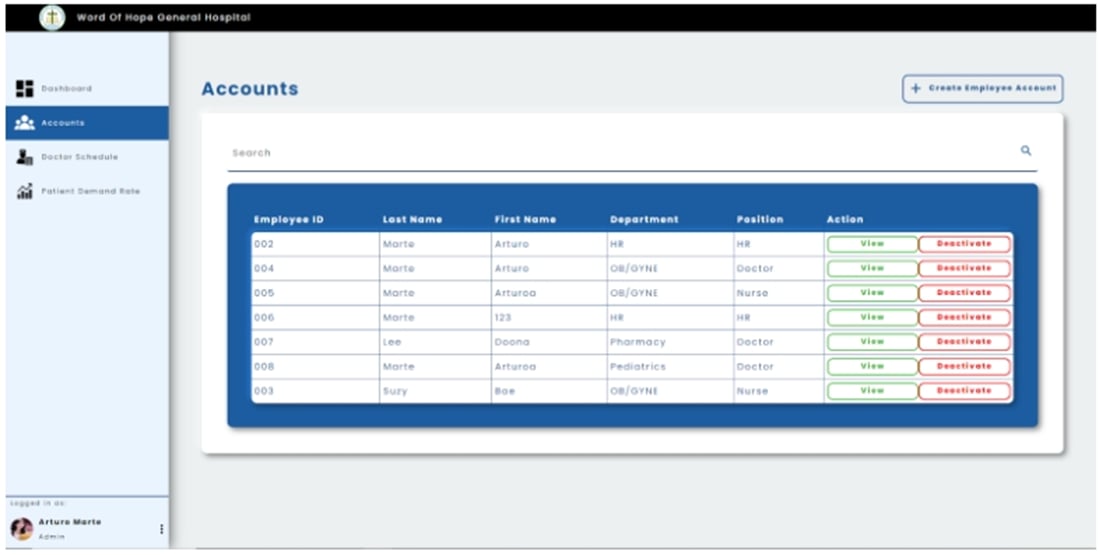 Word Of Hope General Hospital
Dashboard
Accounts
Doctor Schedule
Patient Demand Rate
Logged in as:
Arturo Marte
Admin
Accounts
+ Create Employee Account
Search
Employee ID Last Name First Name Department Position Action
002 Marte Arturo HR HR View Deactivate
004 Marte Arturo OB/GYNE Doctor View Deactivate
005 Marte Arturoa OB/GYNE Nurse View Deactivate
006 Marte 123 HR HR View Deactivate
007 Lee Doona Pharmacy Doctor View Deactivate
008 Marte Arturoa Pediatrics Doctor View Deactivate
003 Suzy Bae OB/GYNE Nurse View Deactivate